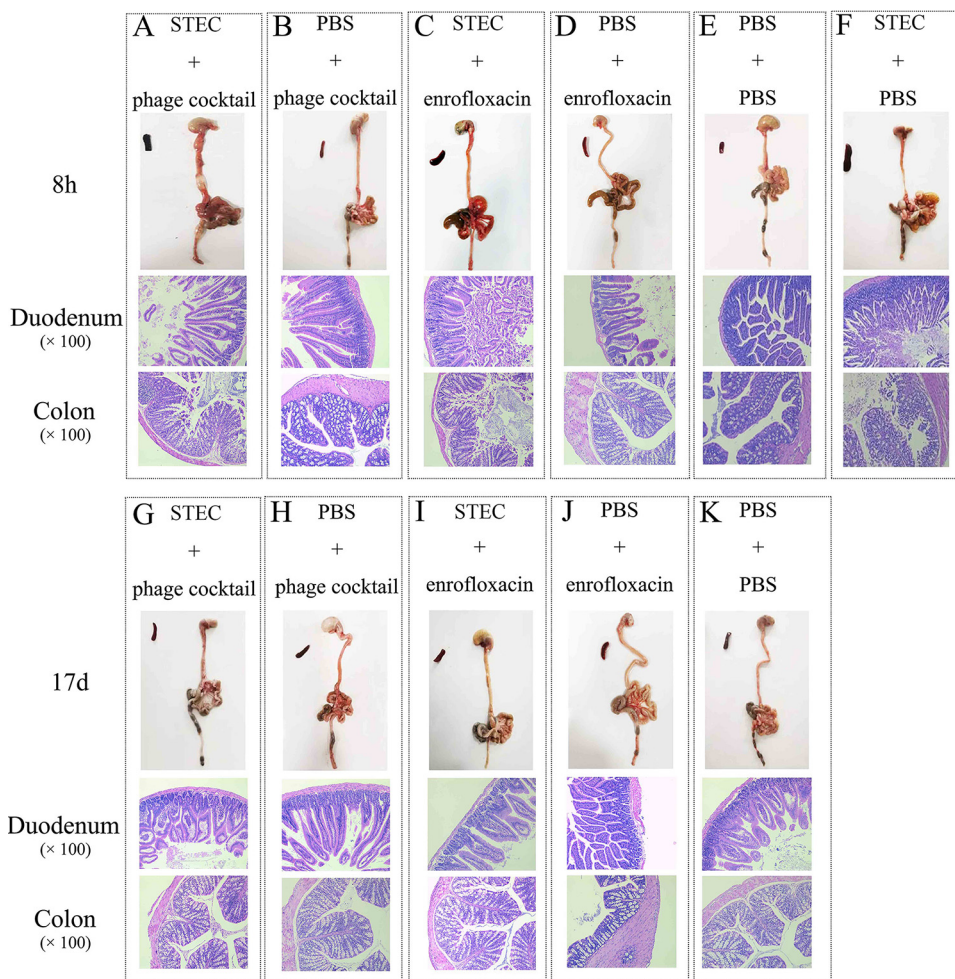 A STEC B PBS C STEC D PBS E PBS F STEC
+ + + + + +
phage cocktail phage cocktail enrofloxacin enrofloxacin PBS PBS
8h
Duodenum
(× 100)
Colon
(× 100)
G STEC H PBS I STEC J PBS K PBS
+ + + + +
phage cocktail phage cocktail enrofloxacin enrofloxacin PBS
17d
Duodenum
(× 100)
Colon
(× 100)